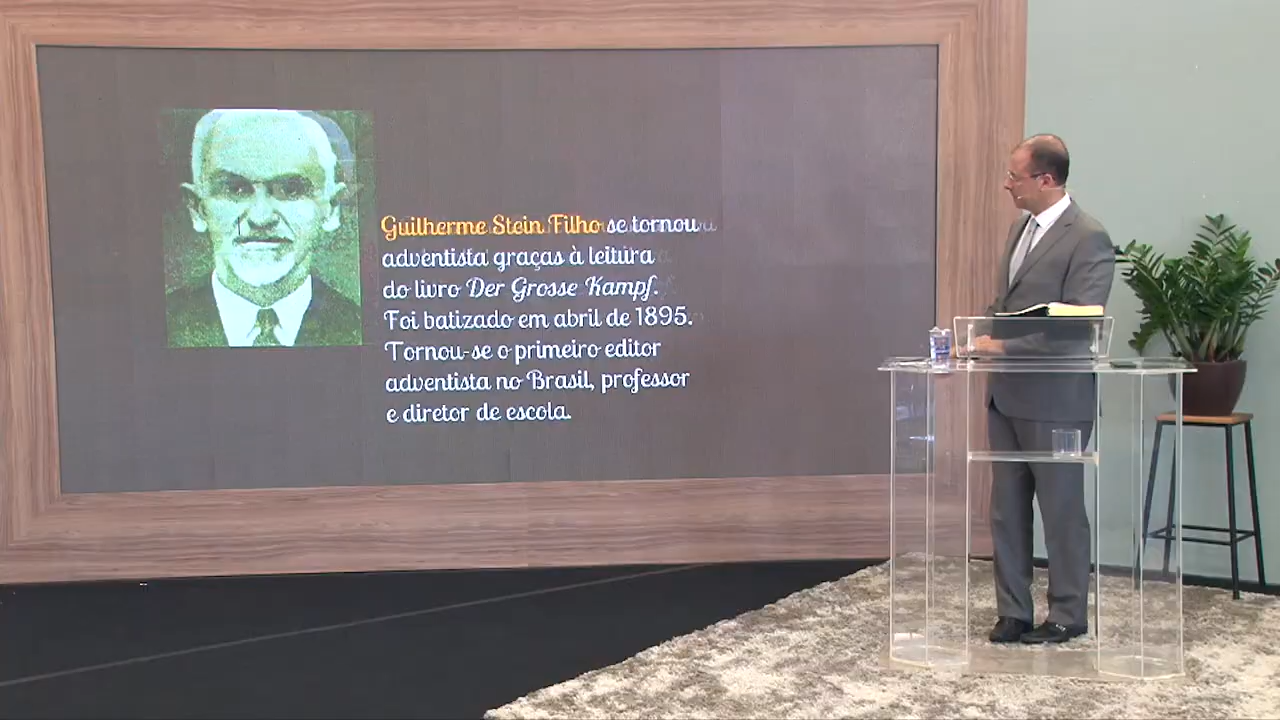 Guilherme Stein Filho se tornou
adventista graças à leitura
do livro Der Grosse Kampf.
Foi batizado em abril de 1895.
Tornou-se o primeiro editor
adventista no Brasil, professor
e diretor de escola.